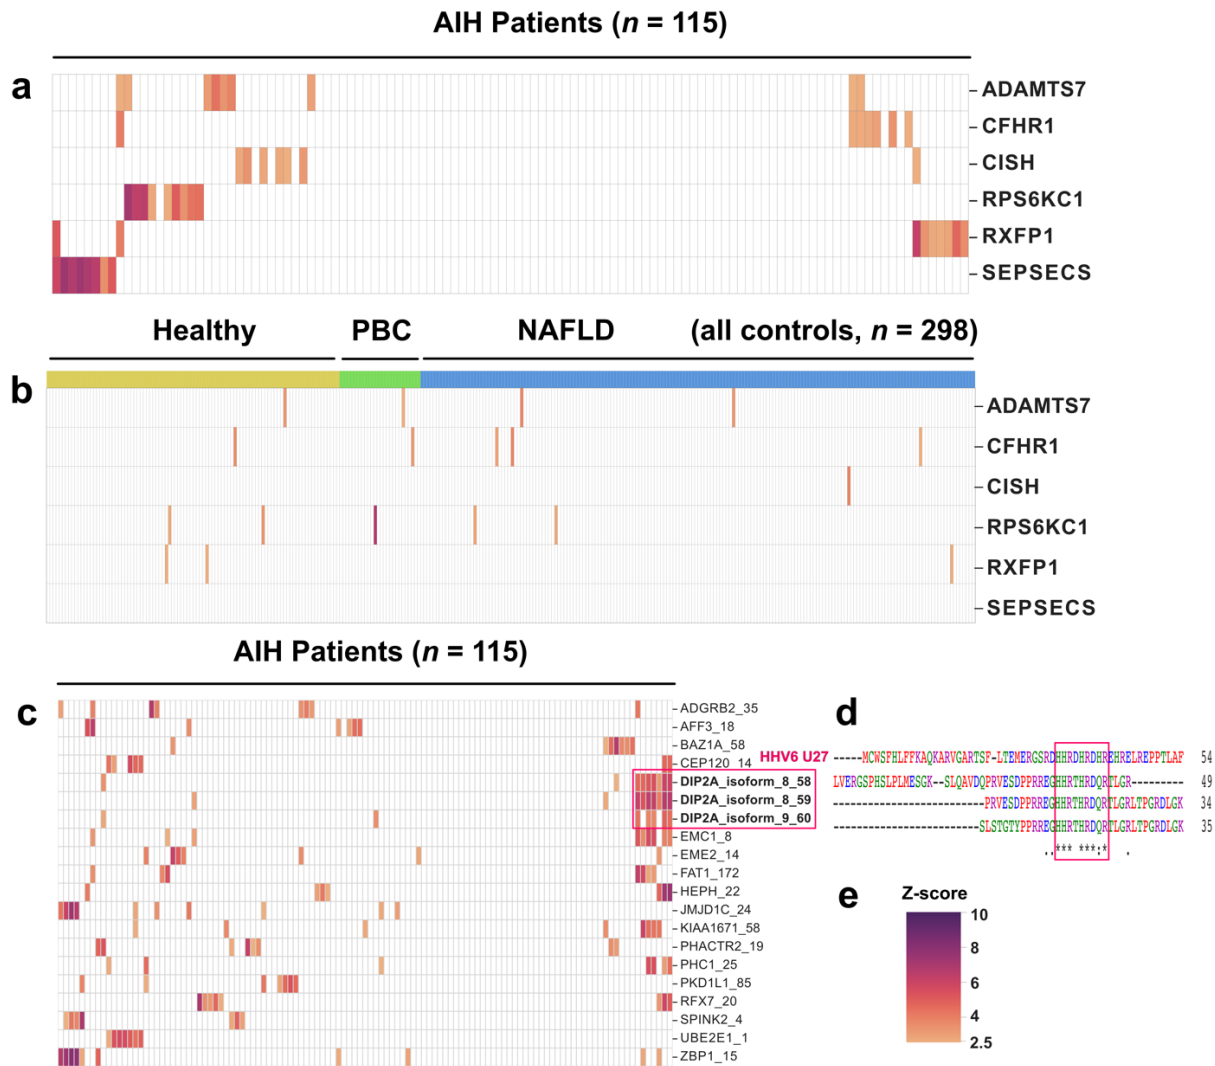 AIH Patients (n = 115)
a
ADAMTS7
CFHR1
CISH
RPS6KC1
RXFP1
SEPSECS
Healthy PBC NAFLD (all controls, n = 298)
b
ADAMTS7
CFHR1
CISH
RPS6KC1
RXFP1
SEPSECS
AIH Patients (n = 115)
c
ADGRB2_35
AFF3_18
BAZ1A_58
CEP120_14
DIP2A_isoform_8_58
DIP2A_isoform_8_59
DIP2A_isoform_9_60
EMC1_8
EME2_14
FAT1_172
HEPH_22
JMJD1C_24
KIAA1671_58
PHACTR2_19
PHC1_25
PKD1L1_85
RFX7_20
SPINK2_4
UBE2E1_1
ZBP1_15
d
HHV6 U27 -----MCWSFHLFFKAQKARVGARTSF-LTEMERGSRDHHRDHRDHREHRELREPPTLAF 54
LVERGSPHSLPLMESGK--SLQAVDQPRVESDPPRREGHHRTHRDQRTLGR---------- 49
-------------------------PRVESDPPRREGHHRTHRDQRTLGRLTPGRDLGK 34
------------------------SLSTGTYPPRREGHHRTHRDQRTLGRLTPGRDLGK 35
..*** ***:* .
e
Z-score
10
8
6
4
2.5